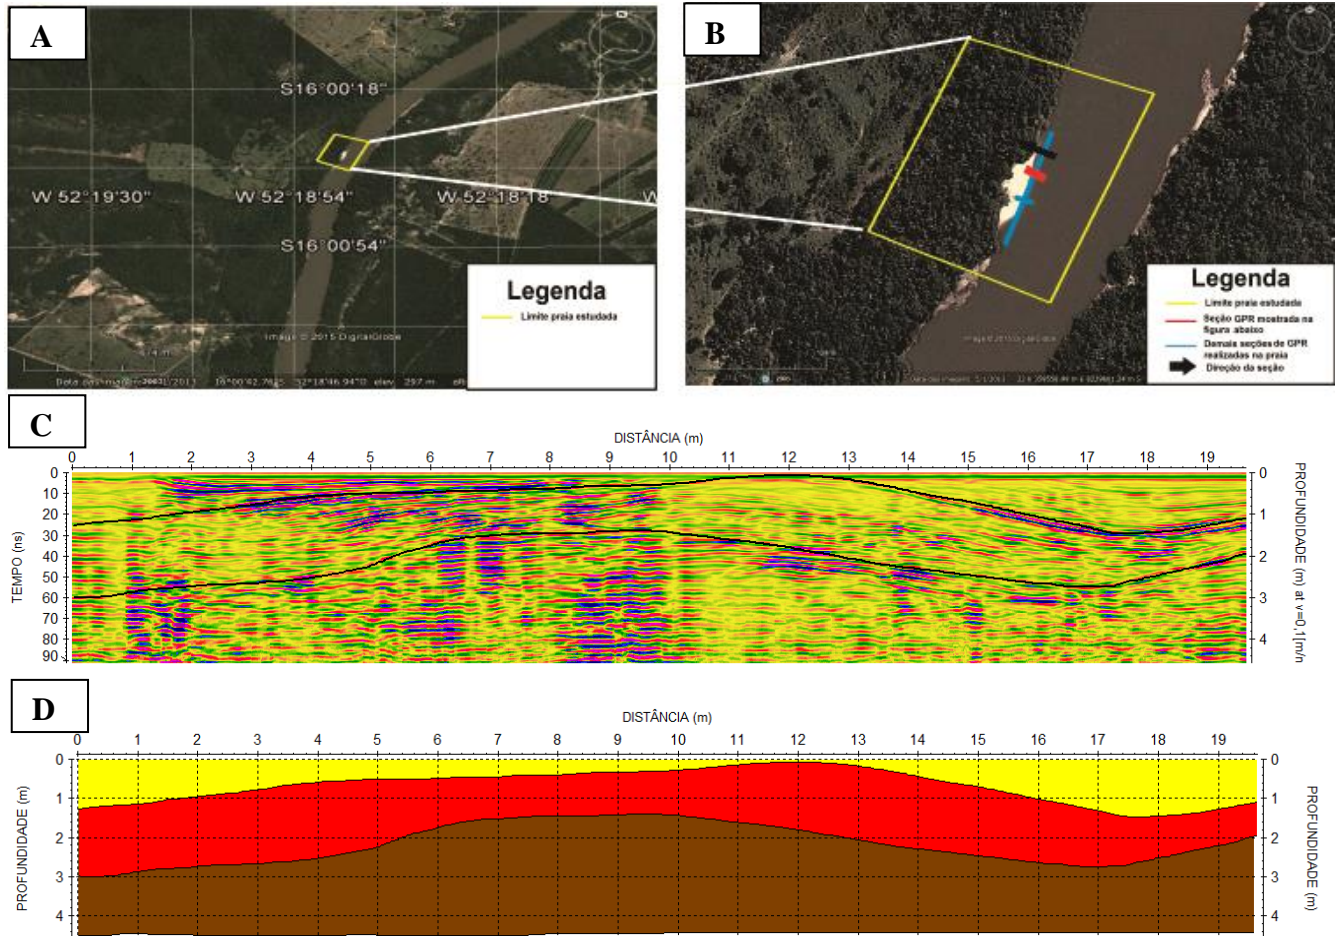 A
S16°00'18"
W 52°19'30"
W 52°18'54"
W 52°18'18"
W
S16°00'54"
Legenda
Limite praia estudada
Image © 2015 DigitalGlobe
B
Legenda
Limite praia estudada
Seção GPR mostrada na
figura abaixo
Demais seções de GPR
realizadas na praia
Direção da seção
C
DISTÂNCIA (m)
0 1 2 3 4 5 6 7 8 9 10 11 12 13 14 15 16 17 18 19
TEMPO (ns)
0
10
20
30
40
50
60
70
80
90
0
1
2
3
4
PROFUNDIDADE (m) at v=0,1[m/n
D
DISTÂNCIA (m)
0 1 2 3 4 5 6 7 8 9 10 11 12 13 14 15 16 17 18 19
PROFUNDIDADE (m)
0
1
2
3
4
0
1
2
3
4
PROFUNDIDADE (m)